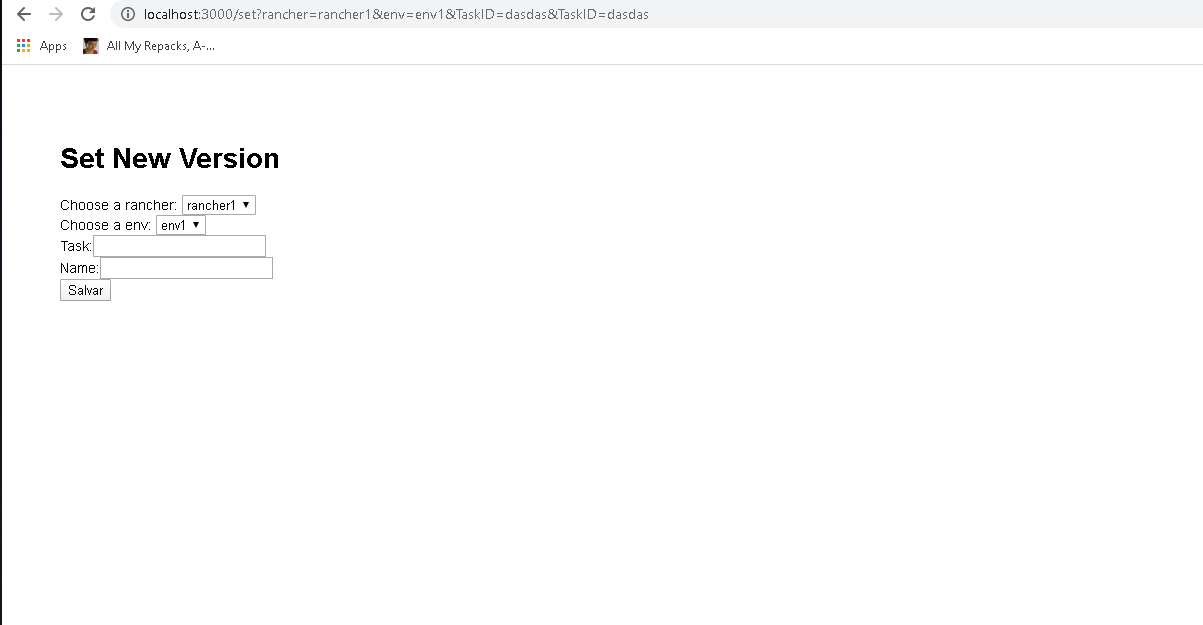 localhost:3000/set?rancher=rancher1&env=env1&TaskID=dasdas&TaskID=dasdas
Apps All My Repacks, A-...
Set New Version
Choose a rancher: rancher1
Choose a env: env1
Task:
Name:
Salvar